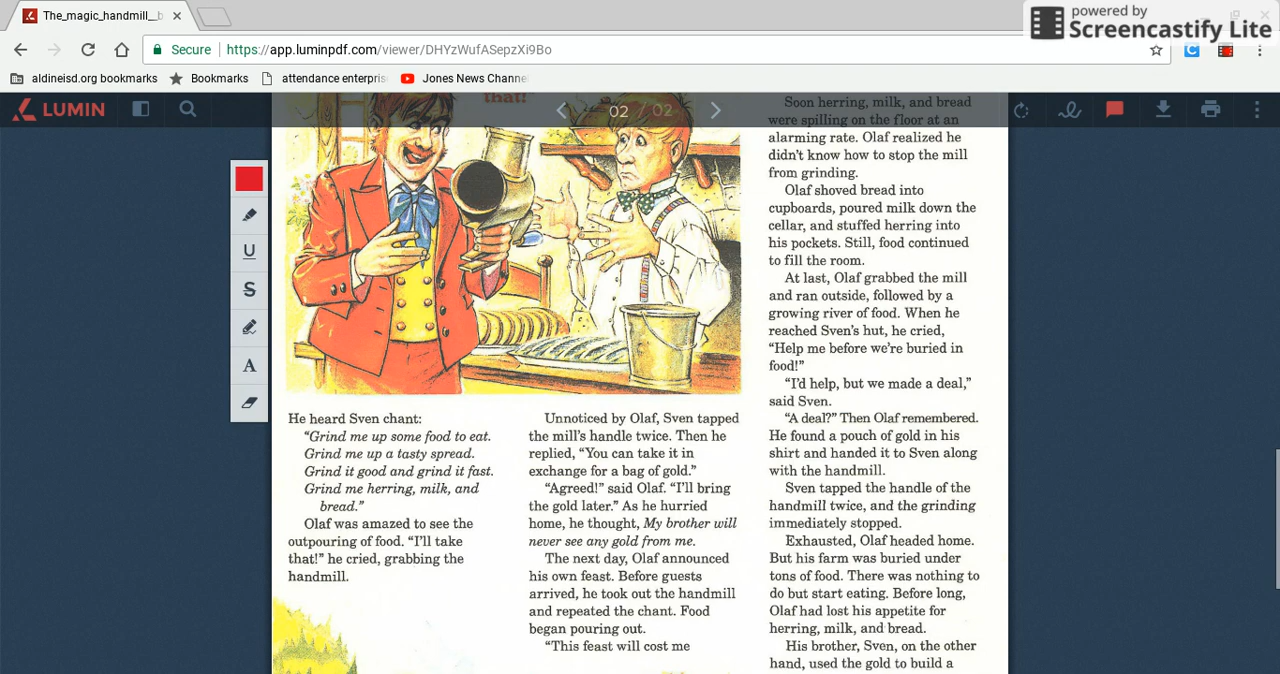 The_magic_handmill__b
powered by
Screencastify Lite
Secure
https://app.luminpdf.com/viewer/DHYzWufASepzXi9Bo
aldineisd.org bookmarks
Bookmarks
attendance enterpris
Jones News Channe
LUMIN
that!
02 / 02
He heard Sven chant:
“Grind me up some food to eat.
Grind me up a tasty spread.
Grind it good and grind it fast.
Grind me herring, milk, and
bread.”
Olaf was amazed to see the
outpouring of food. “I’ll take
that!” he cried, grabbing the
handmill.
Unnoticed by Olaf, Sven tapped
the mill’s handle twice. Then he
replied, “You can take it in
exchange for a bag of gold.”
“Agreed!” said Olaf. “I’ll bring
the gold later.” As he hurried
home, he thought, My brother will
never see any gold from me.
The next day, Olaf announced
his own feast. Before guests
arrived, he took out the handmill
and repeated the chant. Food
began pouring out.
“This feast will cost me
Soon herring, milk, and bread
were spilling on the floor at an
alarming rate. Olaf realized he
didn’t know how to stop the mill
from grinding.
Olaf shoved bread into
cupboards, poured milk down the
cellar, and stuffed herring into
his pockets. Still, food continued
to fill the room.
At last, Olaf grabbed the mill
and ran outside, followed by a
growing river of food. When he
reached Sven’s hut, he cried,
“Help me before we’re buried in
food!”
“I’d help, but we made a deal,”
said Sven.
“A deal?” Then Olaf remembered.
He found a pouch of gold in his
shirt and handed it to Sven along
with the handmill.
Sven tapped the handle of the
handmill twice, and the grinding
immediately stopped.
Exhausted, Olaf headed home.
But his farm was buried under
tons of food. There was nothing to
do but start eating. Before long,
Olaf had lost his appetite for
herring, milk, and bread.
His brother, Sven, on the other
hand, used the gold to build a
U
S
A